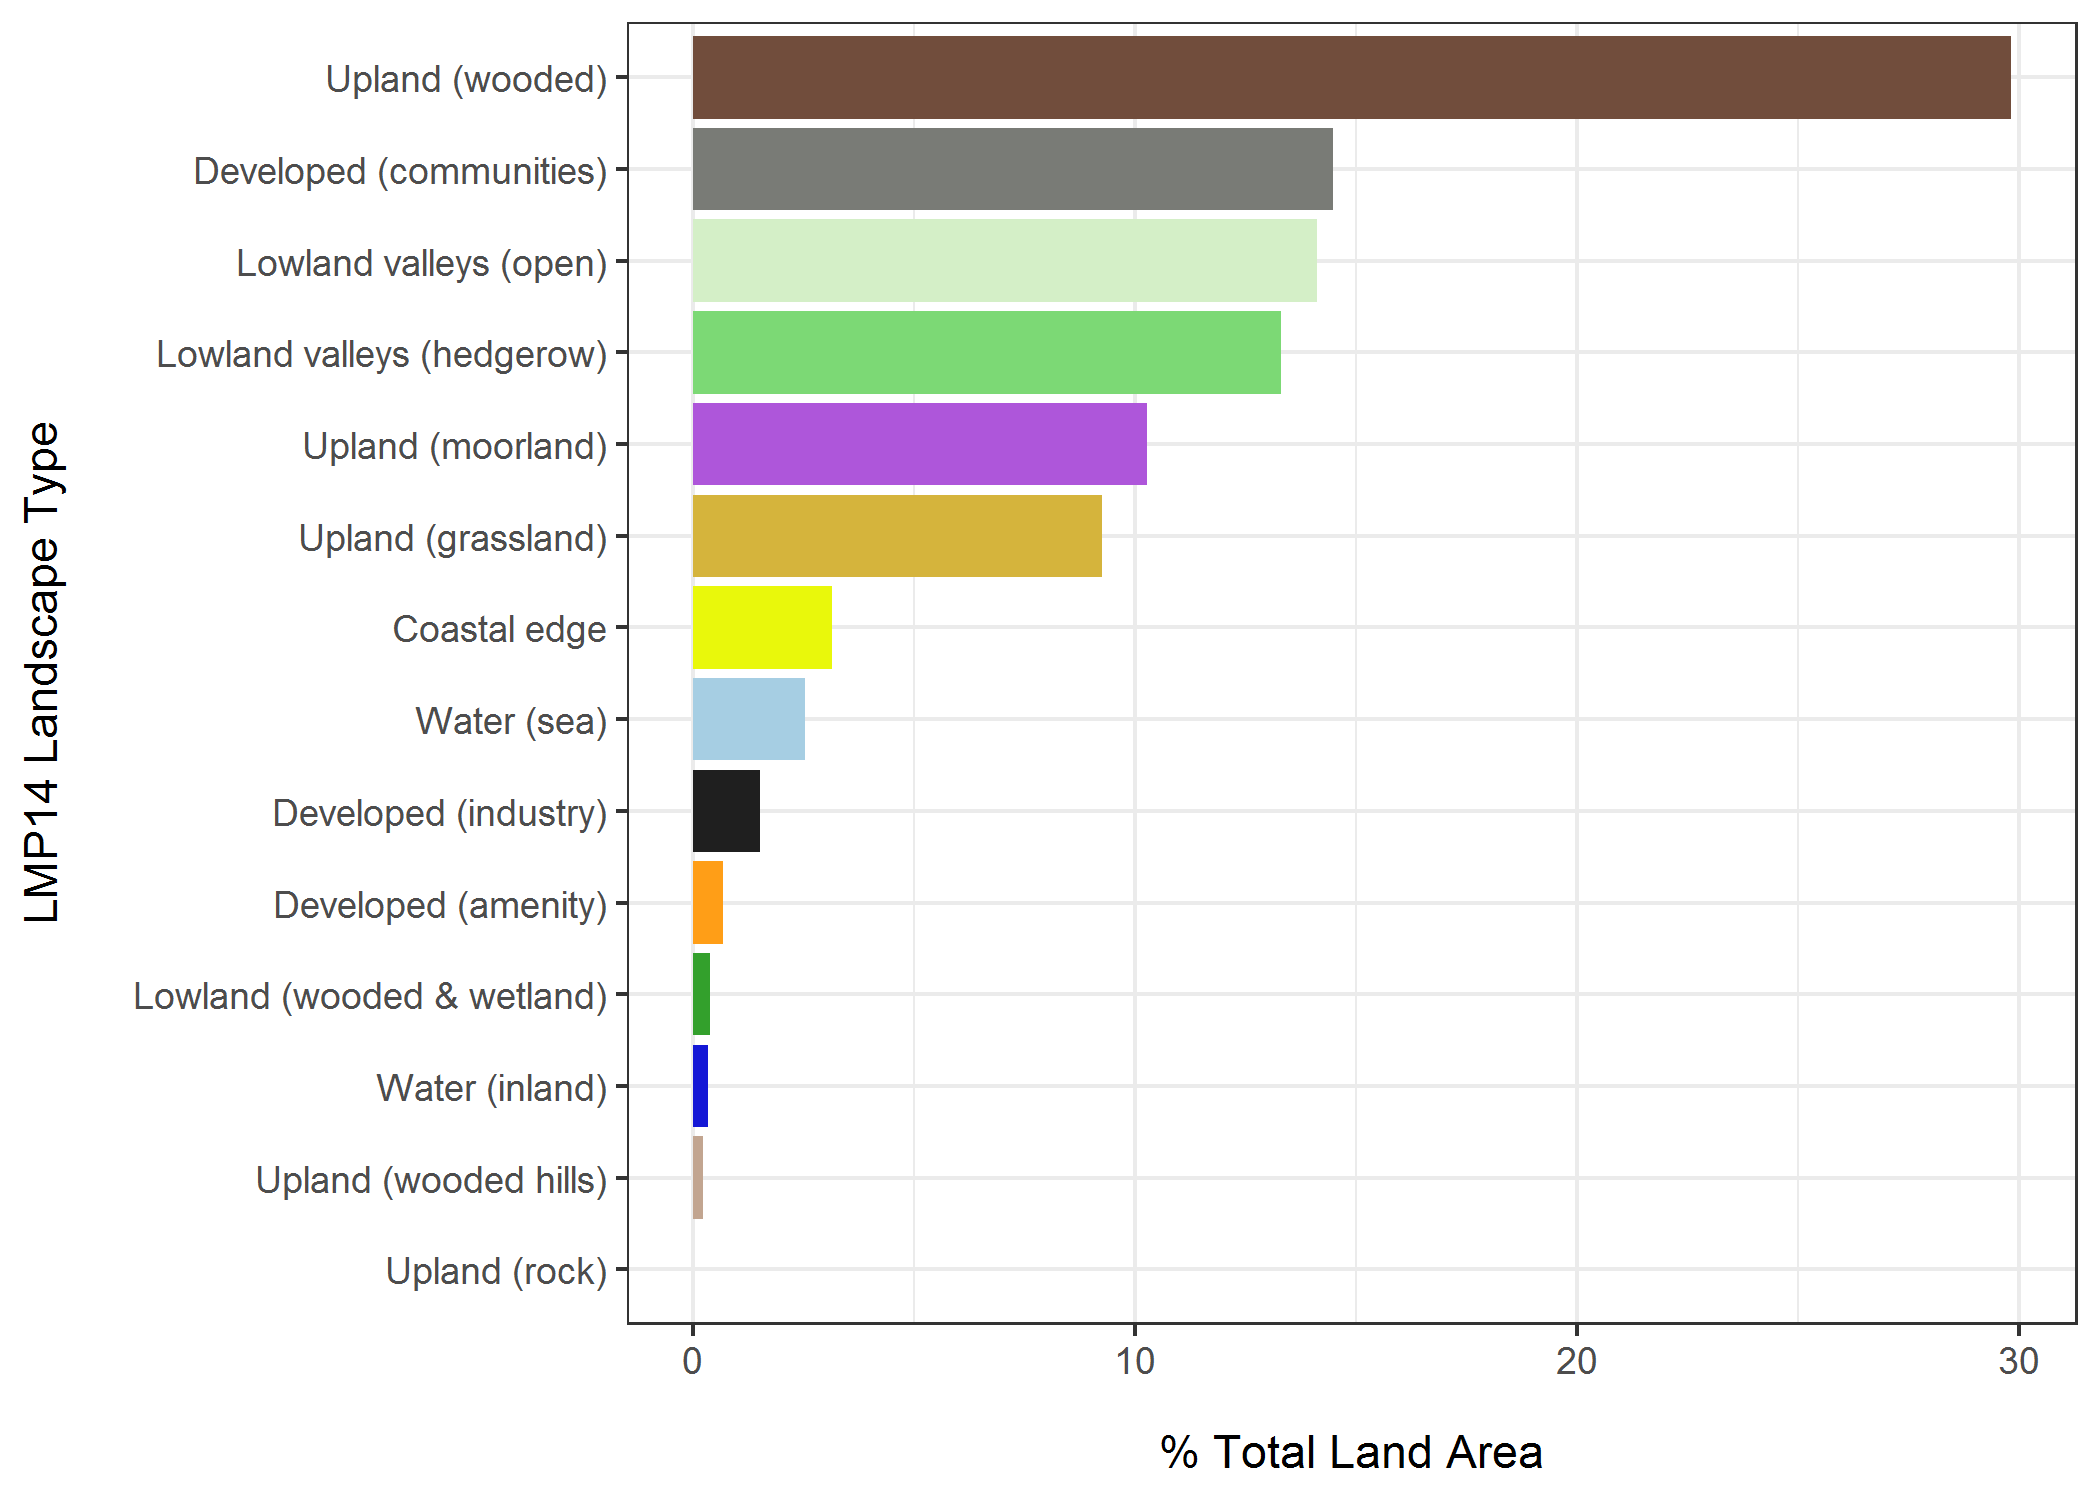 LMP14 Landscape Type
Upland (wooded)
Developed (communities)
Lowland valleys (open)
Lowland valleys (hedgerow)
Upland (moorland)
Upland (grassland)
Coastal edge
Water (sea)
Developed (industry)
Developed (amenity)
Lowland (wooded & wetland)
Water (inland)
Upland (wooded hills)
Upland (rock)
0 10 20 30
% Total Land Area